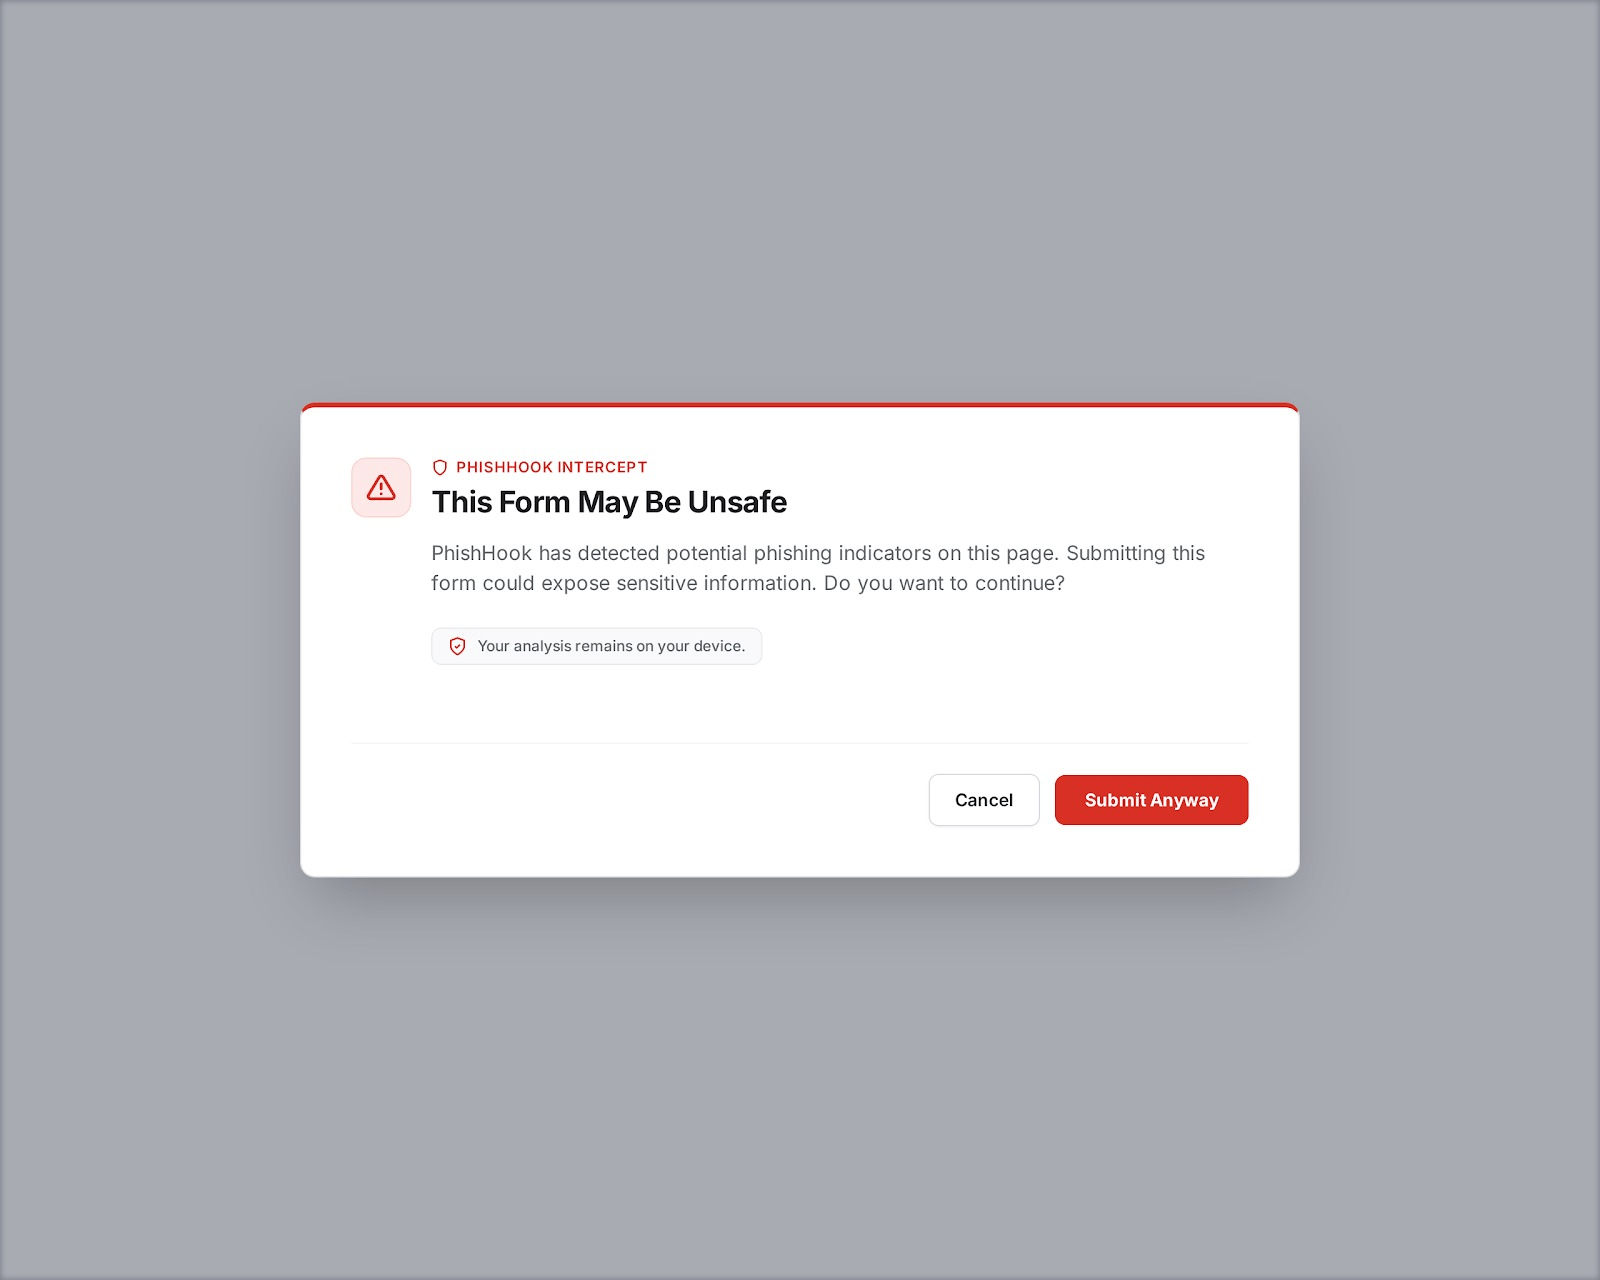 PHISHHOOK INTERCEPT
This Form May Be Unsafe
PhishHook has detected potential phishing indicators on this page. Submitting this
form could expose sensitive information. Do you want to continue?
Your analysis remains on your device.
Cancel
Submit Anyway